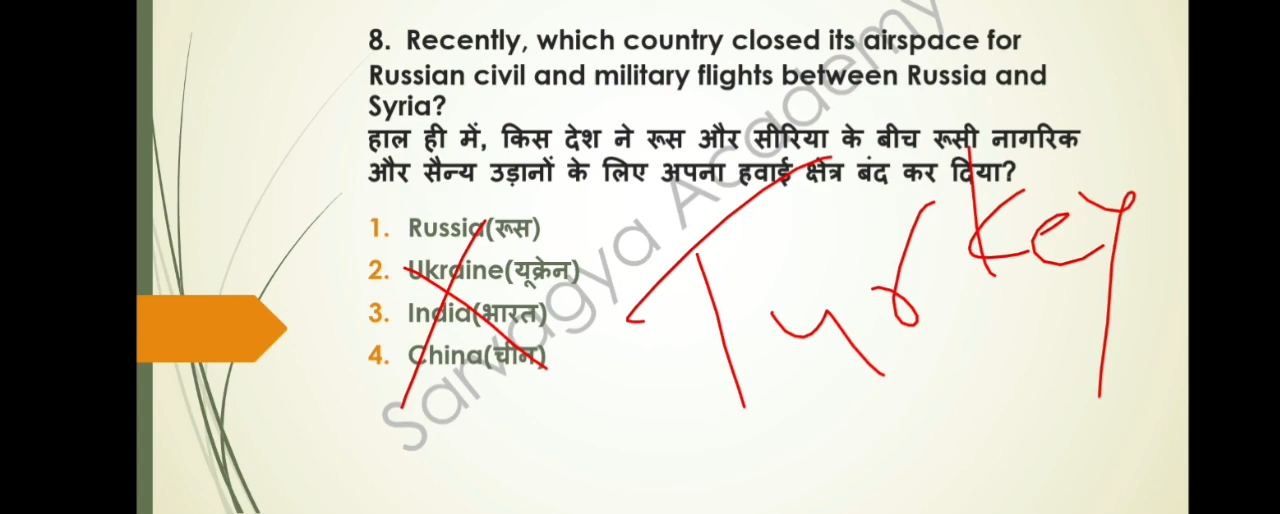 8. Recently, which country closed its airspace for
Russian civil and military flights between Russia and
Syria?
हाल ही में, किस देश ने रूस और सीरिया के बीच रूसी नागरिक
और सैन्य उड़ानों के लिए अपना हवाई क्षेत्र बंद कर दिया?
1. Russia(रूस)
2. Ukraine(यूक्रेन)
3. India(भारत)
4. China(चीन)
Turkey
Sarvagya Academy